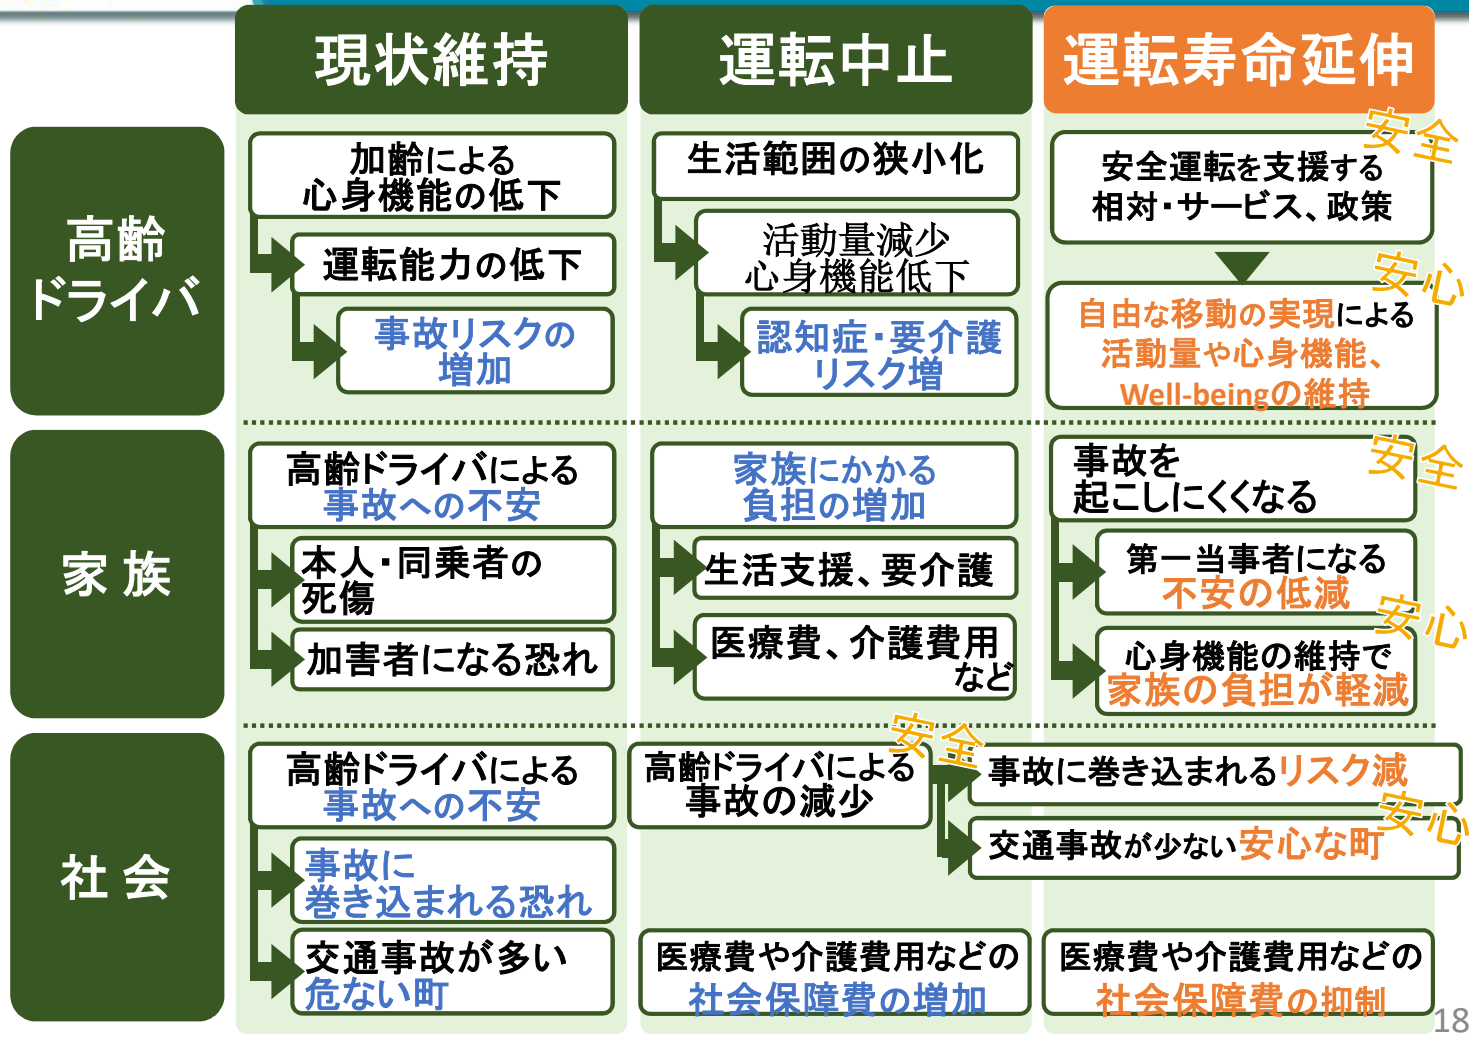 現状維持
運転中止
運転寿命延伸
高齢
ドライバ
加齢による
心身機能の低下
運転能力の低下
事故リスクの
増加
生活範囲の狭小化
活動量減少
心身機能低下
認知症・要介護
リスク増
安全
安全運転を支援する
相対・サービス、政策
安心
自由な移動の実現による
活動量や心身機能、
Well-beingの維持
家族
高齢ドライバによる
事故への不安
本人・同乗者の
死傷
加害者になる恐れ
家族にかかる
負担の増加
生活支援、要介護
医療費、介護費用
など
安全
事故を
起こしにくくなる
第一当事者になる
不安の低減
安心
心身機能の維持で
家族の負担が軽減
社会
高齢ドライバによる
事故への不安
事故に
巻き込まれる恐れ
交通事故が多い
危ない町
安全
高齢ドライバによる
事故の減少
事故に巻き込まれるリスク減
安心
交通事故が少ない安心な町
医療費や介護費用などの
社会保障費の増加
医療費や介護費用などの
社会保障費の抑制
18